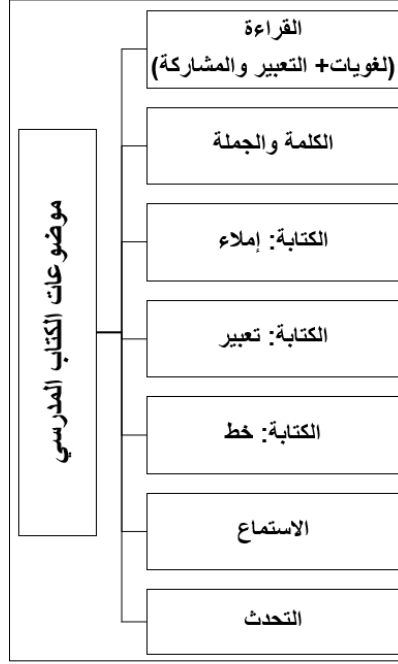 موضوعات الكتاب المدرسي
القراءة
(لغويات+ التعبير والمشاركة)
الكلمة والجملة
الكتابة: إملاء
الكتابة: تعبير
الكتابة: خط
الاستماع
التحدث